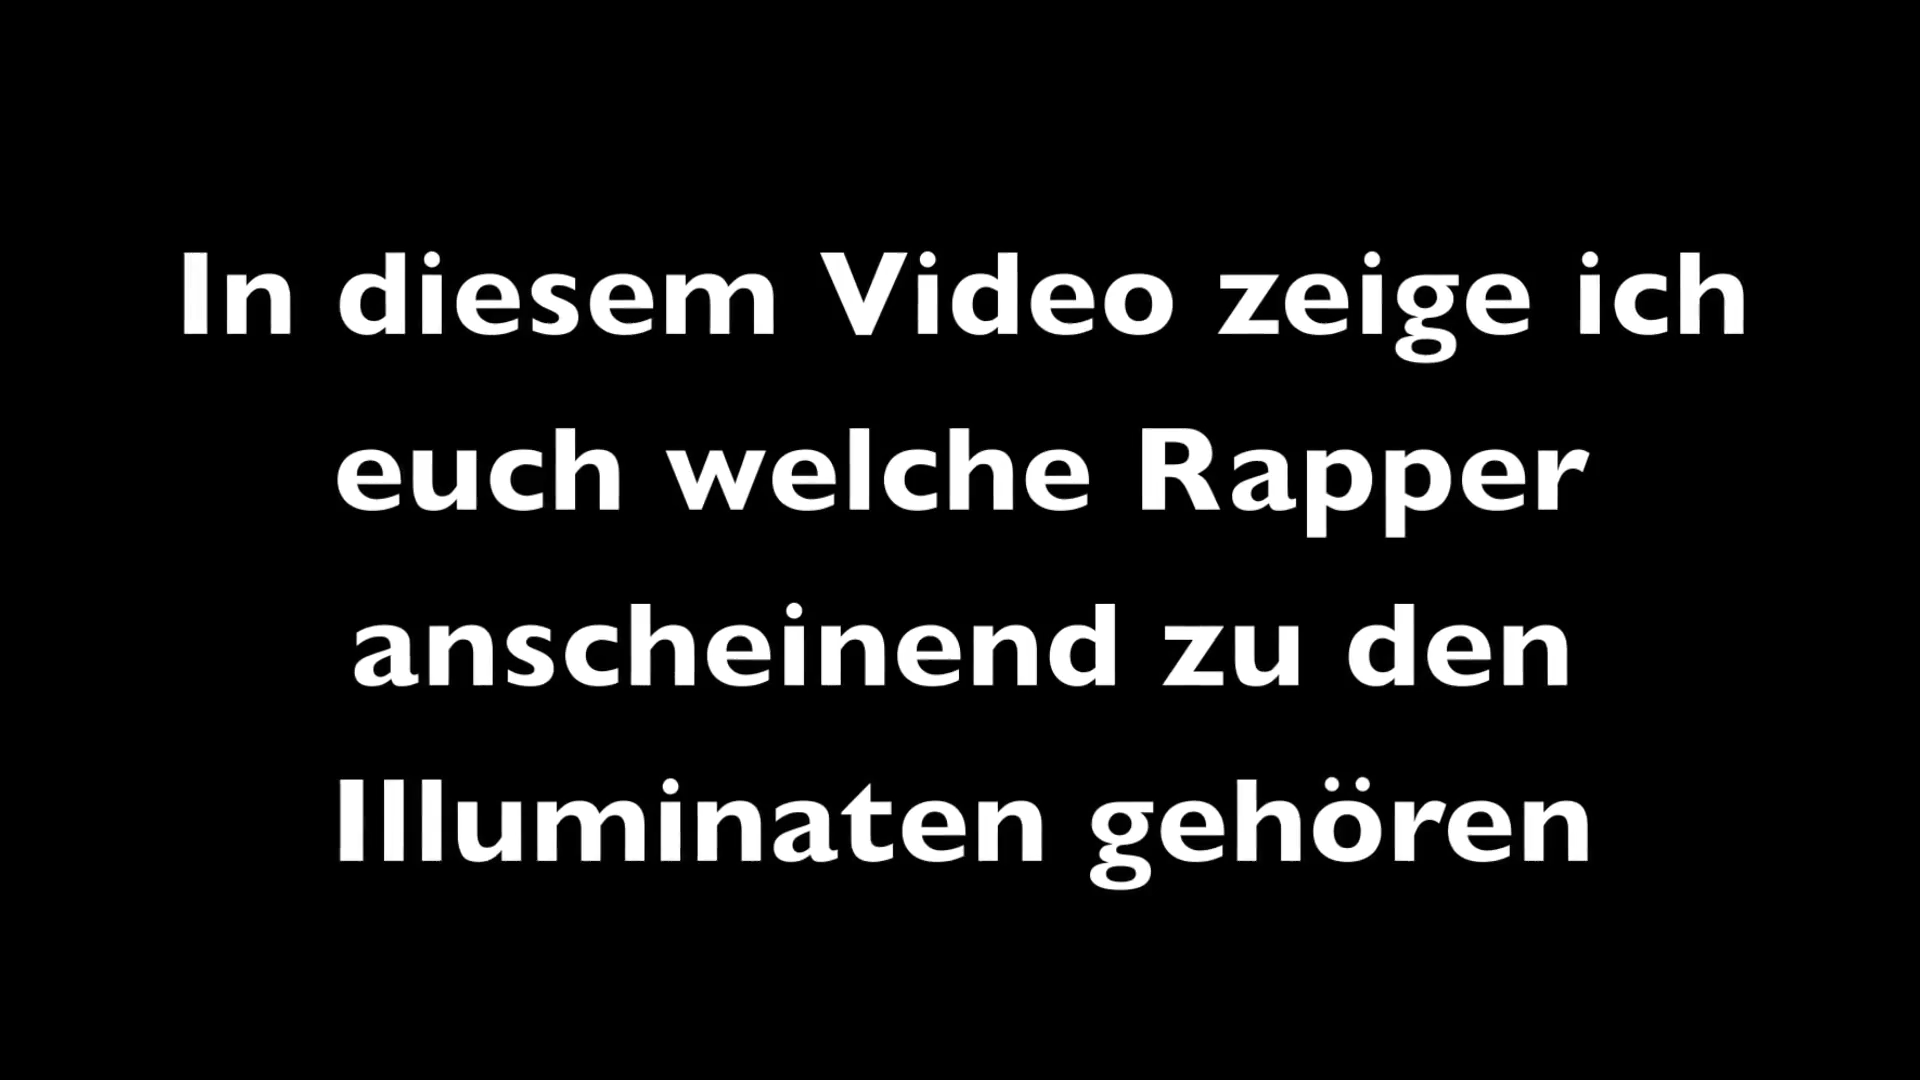 In diesem Video zeige ich
euch welche Rapper
anscheinend zu den
Illuminaten gehören